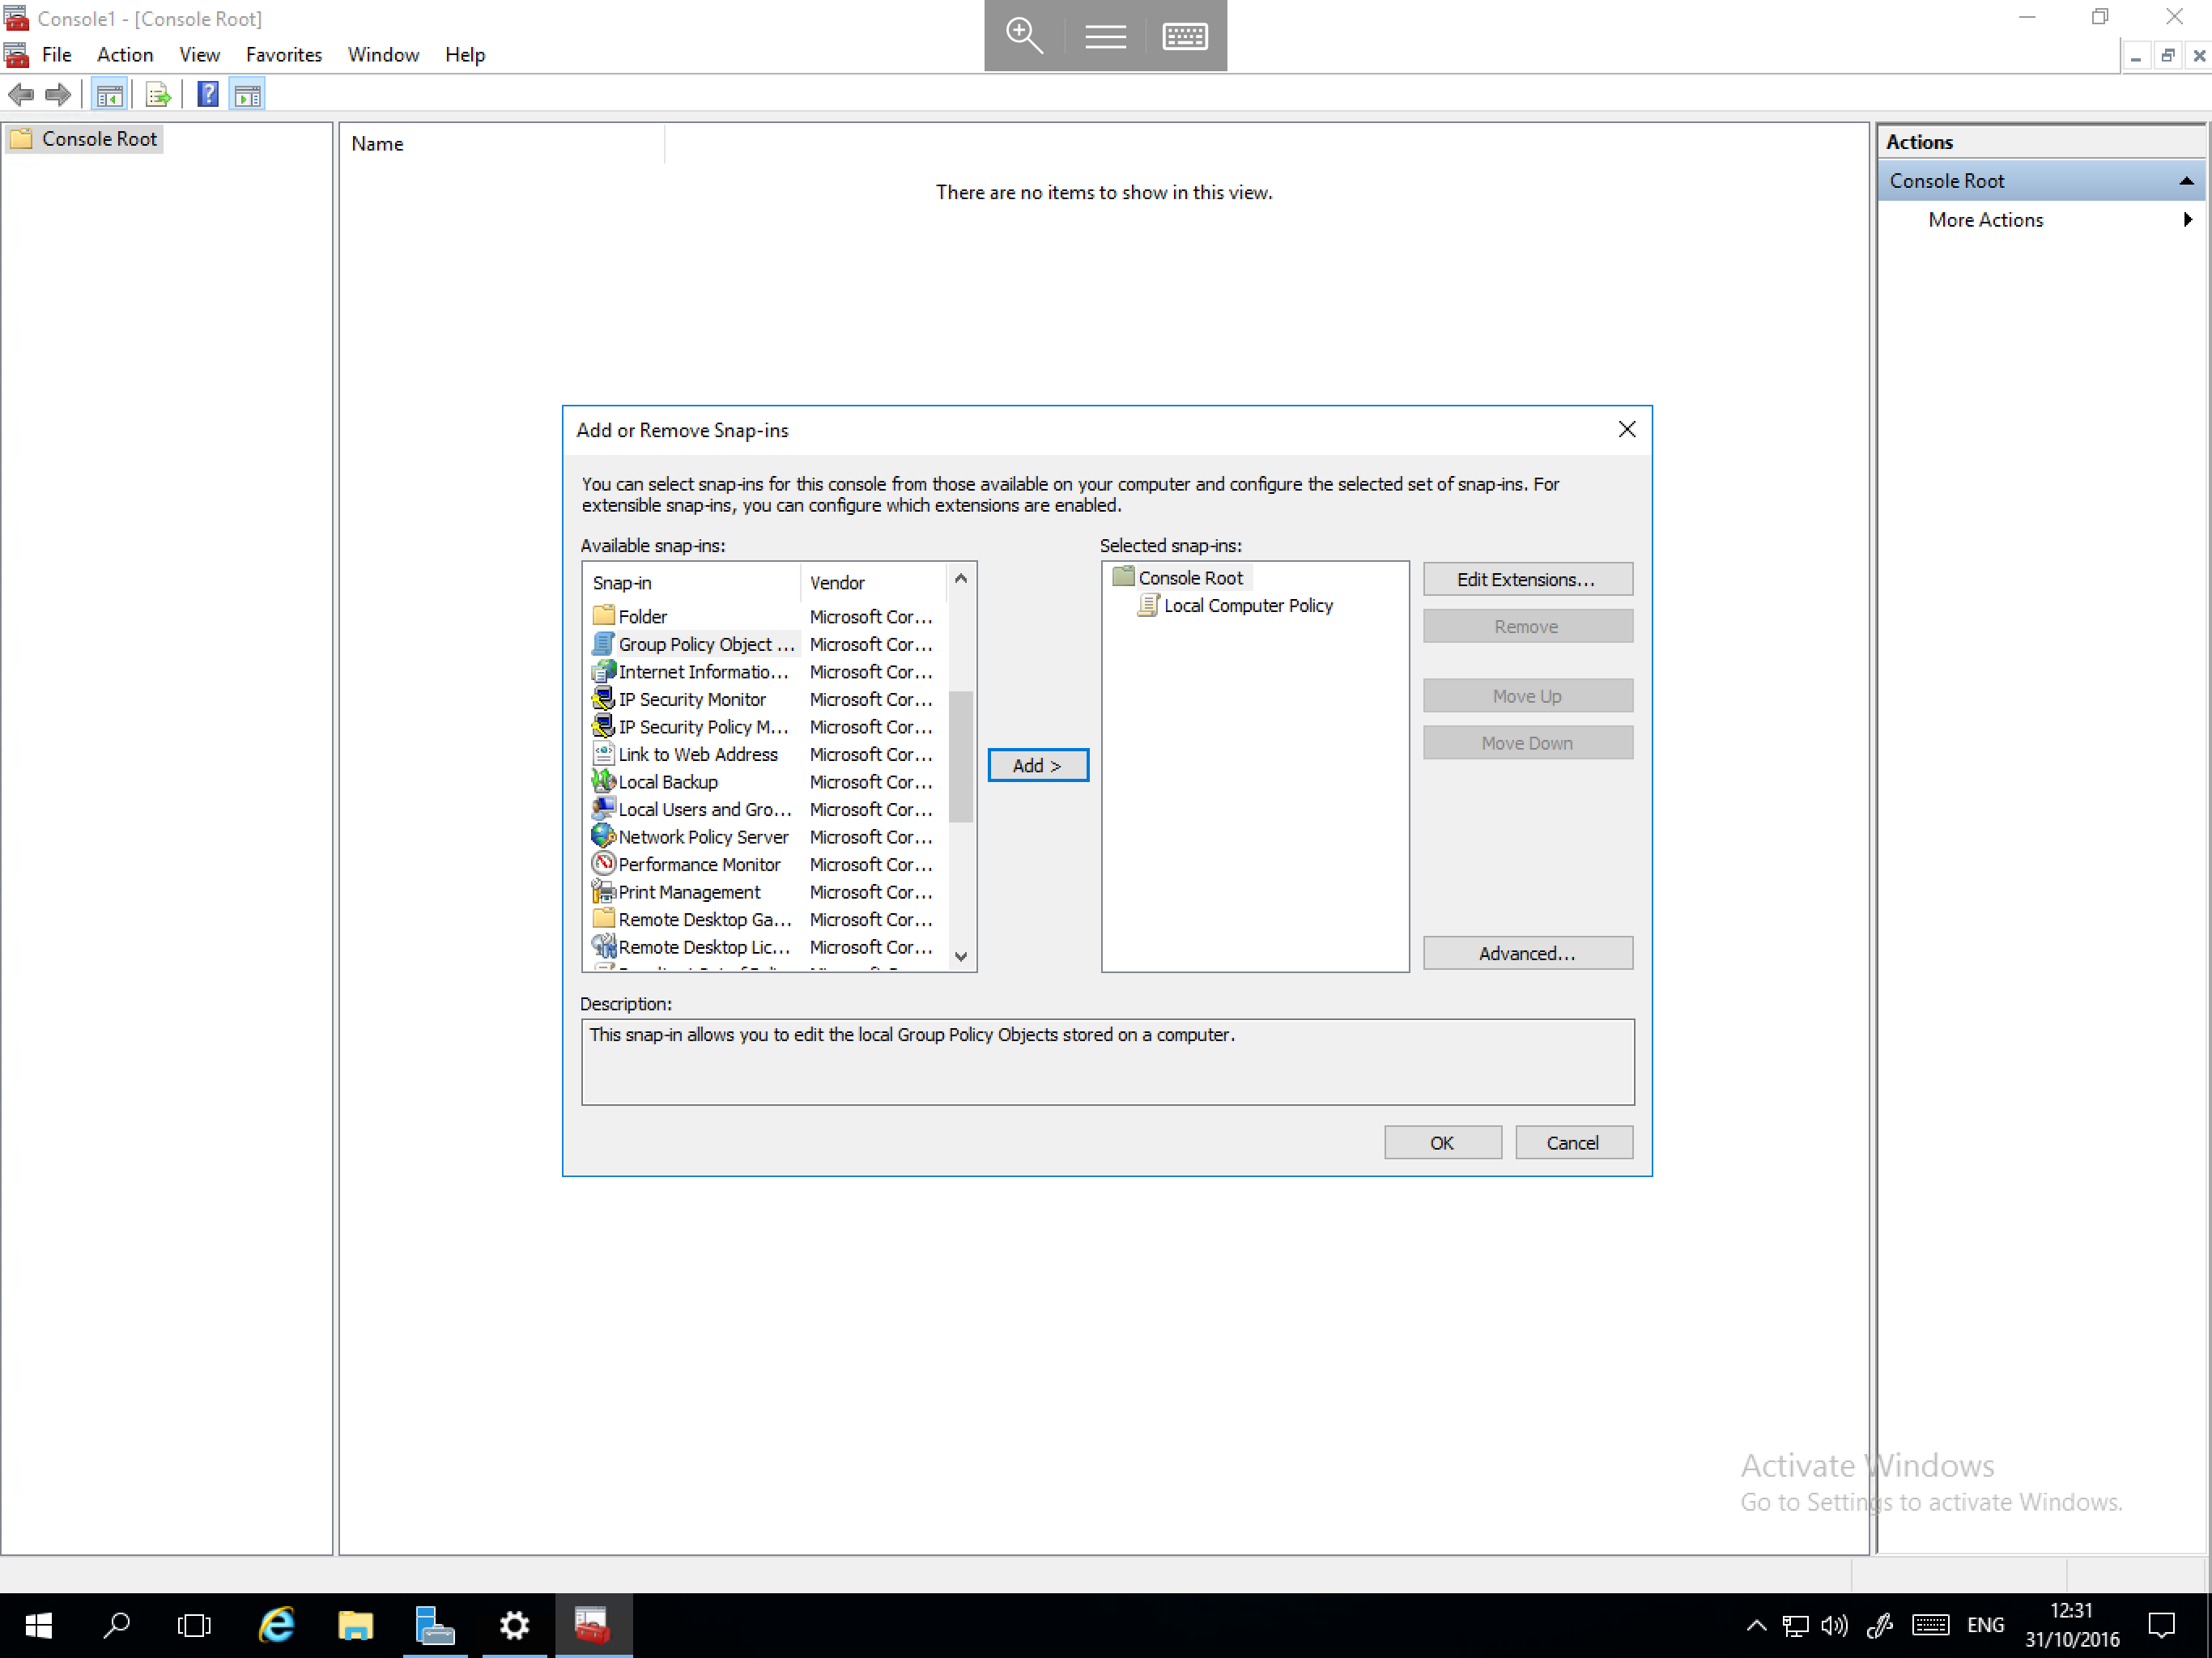 Console1 - [Console Root]
File Action View Favorites Window Help
Console Root
Name
There are no items to show in this view.
Actions
Console Root
More Actions
Add or Remove Snap-ins
You can select snap-ins for this console from those available on your computer and configure the selected set of snap-ins. For
extensible snap-ins, you can configure which extensions are enabled.
Available snap-ins:
Snap-in Vendor
Folder Microsoft Cor...
Group Policy Object ... Microsoft Cor...
Internet Informatio... Microsoft Cor...
IP Security Monitor Microsoft Cor...
IP Security Policy M... Microsoft Cor...
Link to Web Address Microsoft Cor...
Local Backup Microsoft Cor...
Local Users and Gro... Microsoft Cor...
Network Policy Server Microsoft Cor...
Performance Monitor Microsoft Cor...
Print Management Microsoft Cor...
Remote Desktop Ga... Microsoft Cor...
Remote Desktop Lic... Microsoft Cor...
Add >
Selected snap-ins:
Console Root
Local Computer Policy
Edit Extensions...
Remove
Move Up
Move Down
Advanced...
Description:
This snap-in allows you to edit the local Group Policy Objects stored on a computer.
OK Cancel
Activate Windows
Go to Settings to activate Windows.
ENG
12:31
31/10/2016